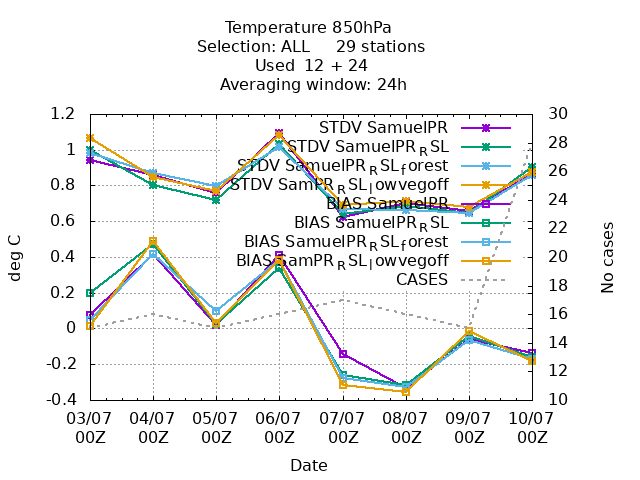 Temperature 850hPa
Selection: ALL     29 stations
Used  12 + 24
Averaging window: 24h
1.2
1
0.8
0.6
0.4
0.2
0
-0.2
-0.4
deg C
30
28
26
24
22
20
18
16
14
12
10
No cases
STDV SamuelPR
STDV SamuelPR_RSL
STDV SamuelPR_RSL_forest
STDV SamPR_RSL_lowvegoff
BIAS SamuelPR
BIAS SamuelPR_RSL
BIAS SamuelPR_RSL_forest
BIAS SamPR_RSL_lowvegoff
CASES
03/07 04/07 05/07 06/07 07/07 08/07 09/07 10/07
00Z 00Z 00Z 00Z 00Z 00Z 00Z 00Z
Date